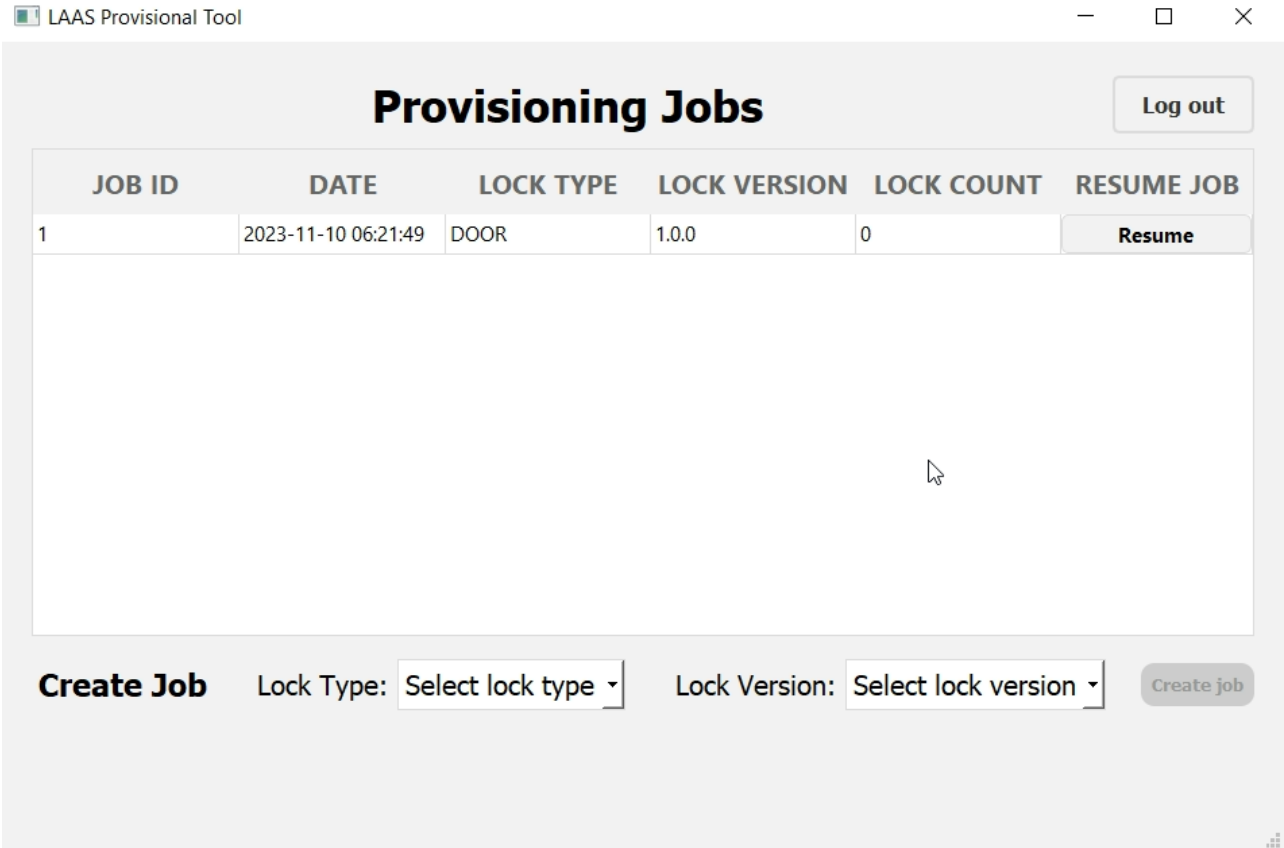 LAAS Provisional Tool
Provisioning Jobs
Log out
JOB ID DATE LOCK TYPE LOCK VERSION LOCK COUNT RESUME JOB
1 2023-11-10 06:21:49 DOOR 1.0.0 0 Resume
Create Job Lock Type: Select lock type Lock Version: Select lock version Create job